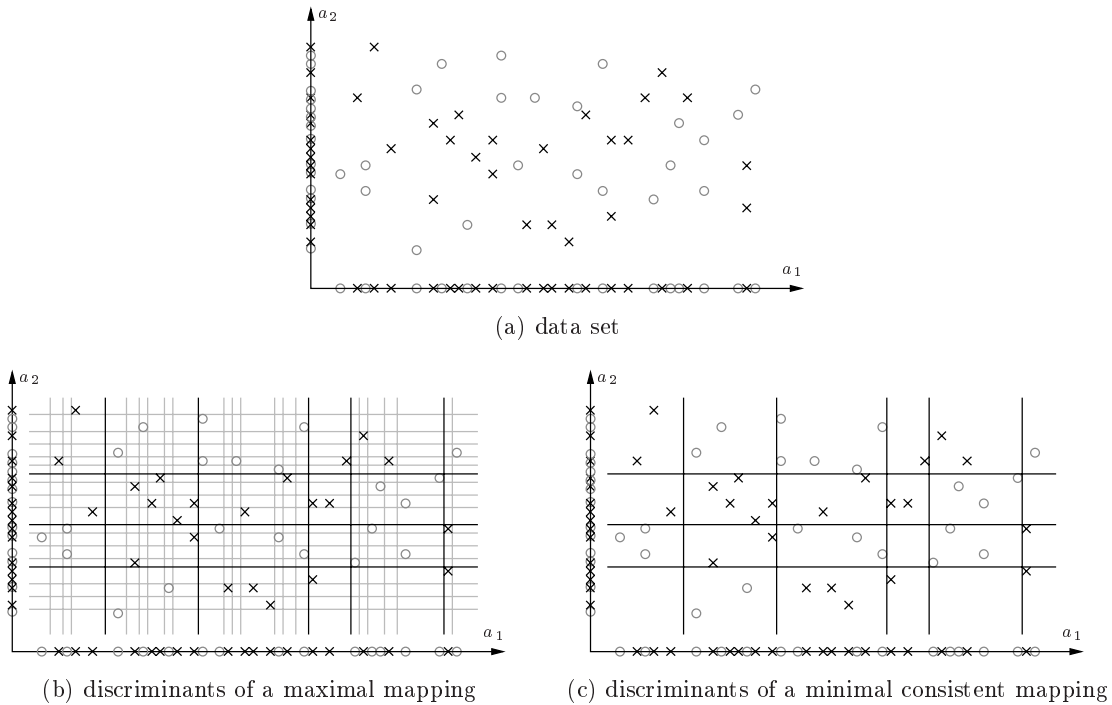 a2
a1
(a) data set
a2
a1
(b) discriminants of a maximal mapping
a2
a1
(c) discriminants of a minimal consistent mapping